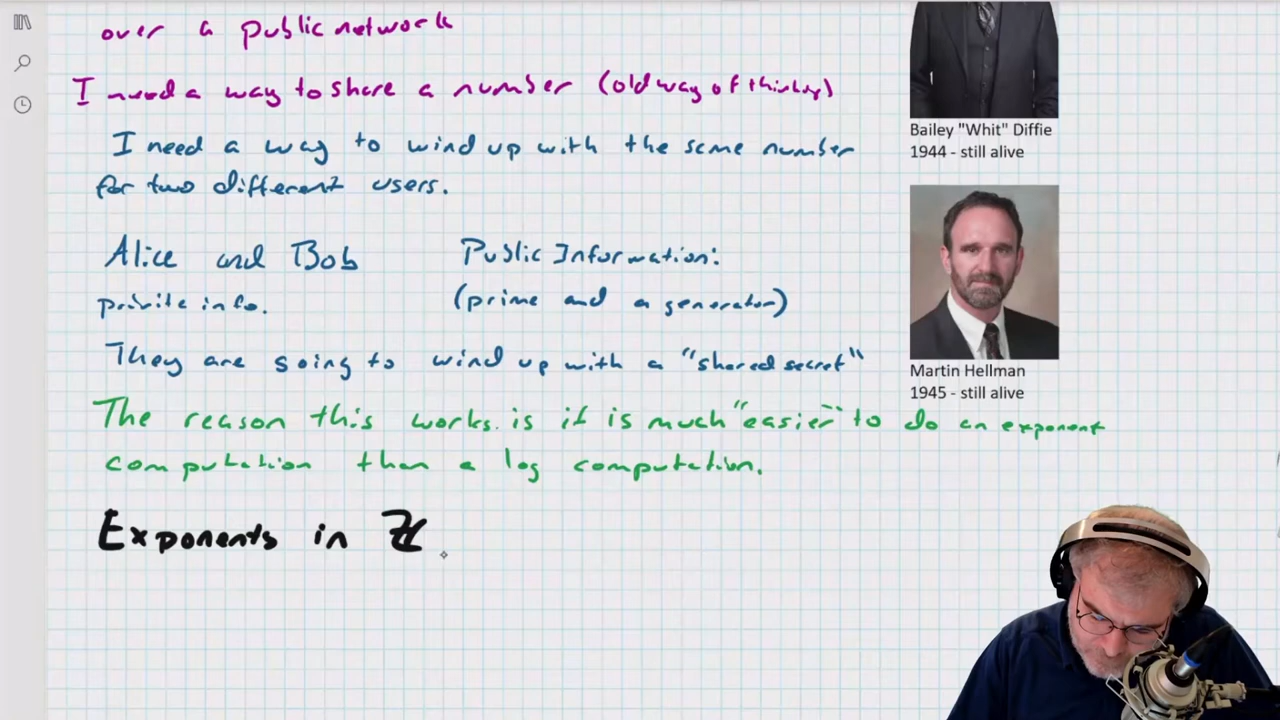 over a public network
I need a way to share a number (old way of thinking)
I need a way to wind up with the same number
for two different users.
Alice and Bob
Public Information:
private info.
(prime and a generator)
They are going to wind up with a "shared secret"
The reason this works is it is much "easier" to do an exponent
computation than a log computation.
Exponents in ℤ
Bailey "Whit" Diffie
1944 - still alive
Martin Hellman
1945 - still alive